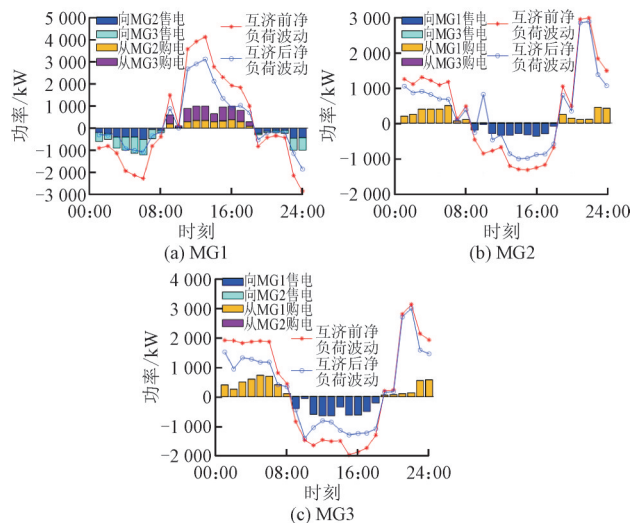 5 000
4 000
3 000
2 000
1 000
0
−1 000
−2 000
−3 000
功率/kW
向MG2售电
向MG3售电
从MG2购电
从MG3购电
互济前净
负荷波动
互济后净
负荷波动
00:00
08:00
16:00
24:00
时刻
(a) MG1
3 000
2 000
1 000
0
−1 000
−2 000
功率/kW
向MG1售电
向MG3售电
从MG1购电
从MG3购电
互济前净
负荷波动
互济后净
负荷波动
00:00
08:00
16:00
24:00
时刻
(b) MG2
4 000
3 000
2 000
1 000
0
−1 000
−2 000
功率/kW
向MG1售电
向MG2售电
从MG1购电
从MG2购电
互济前净
负荷波动
互济后净
负荷波动
00:00
08:00
16:00
24:00
时刻
(c) MG3